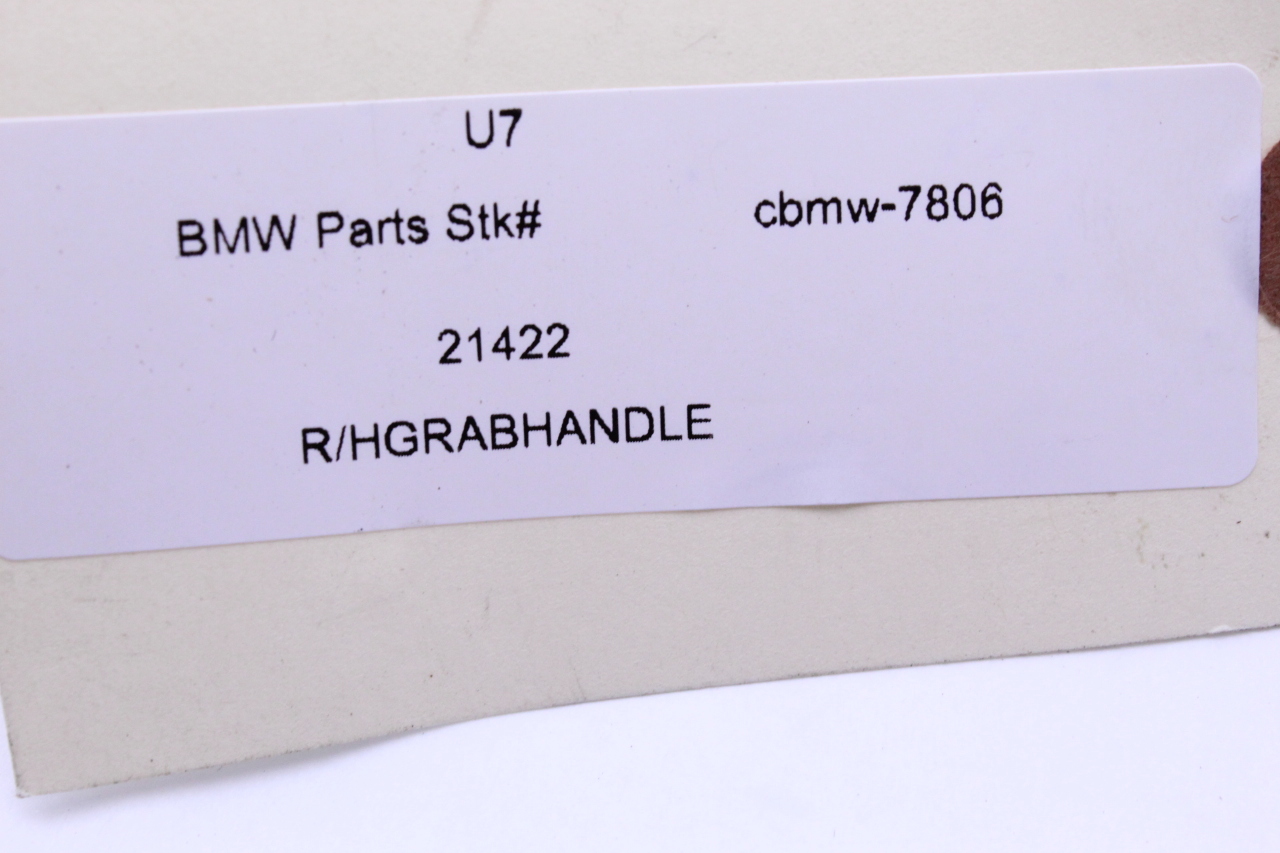 U7
BMW Parts Stk# cbmw-7806
21422
R/HGRABHANDLE